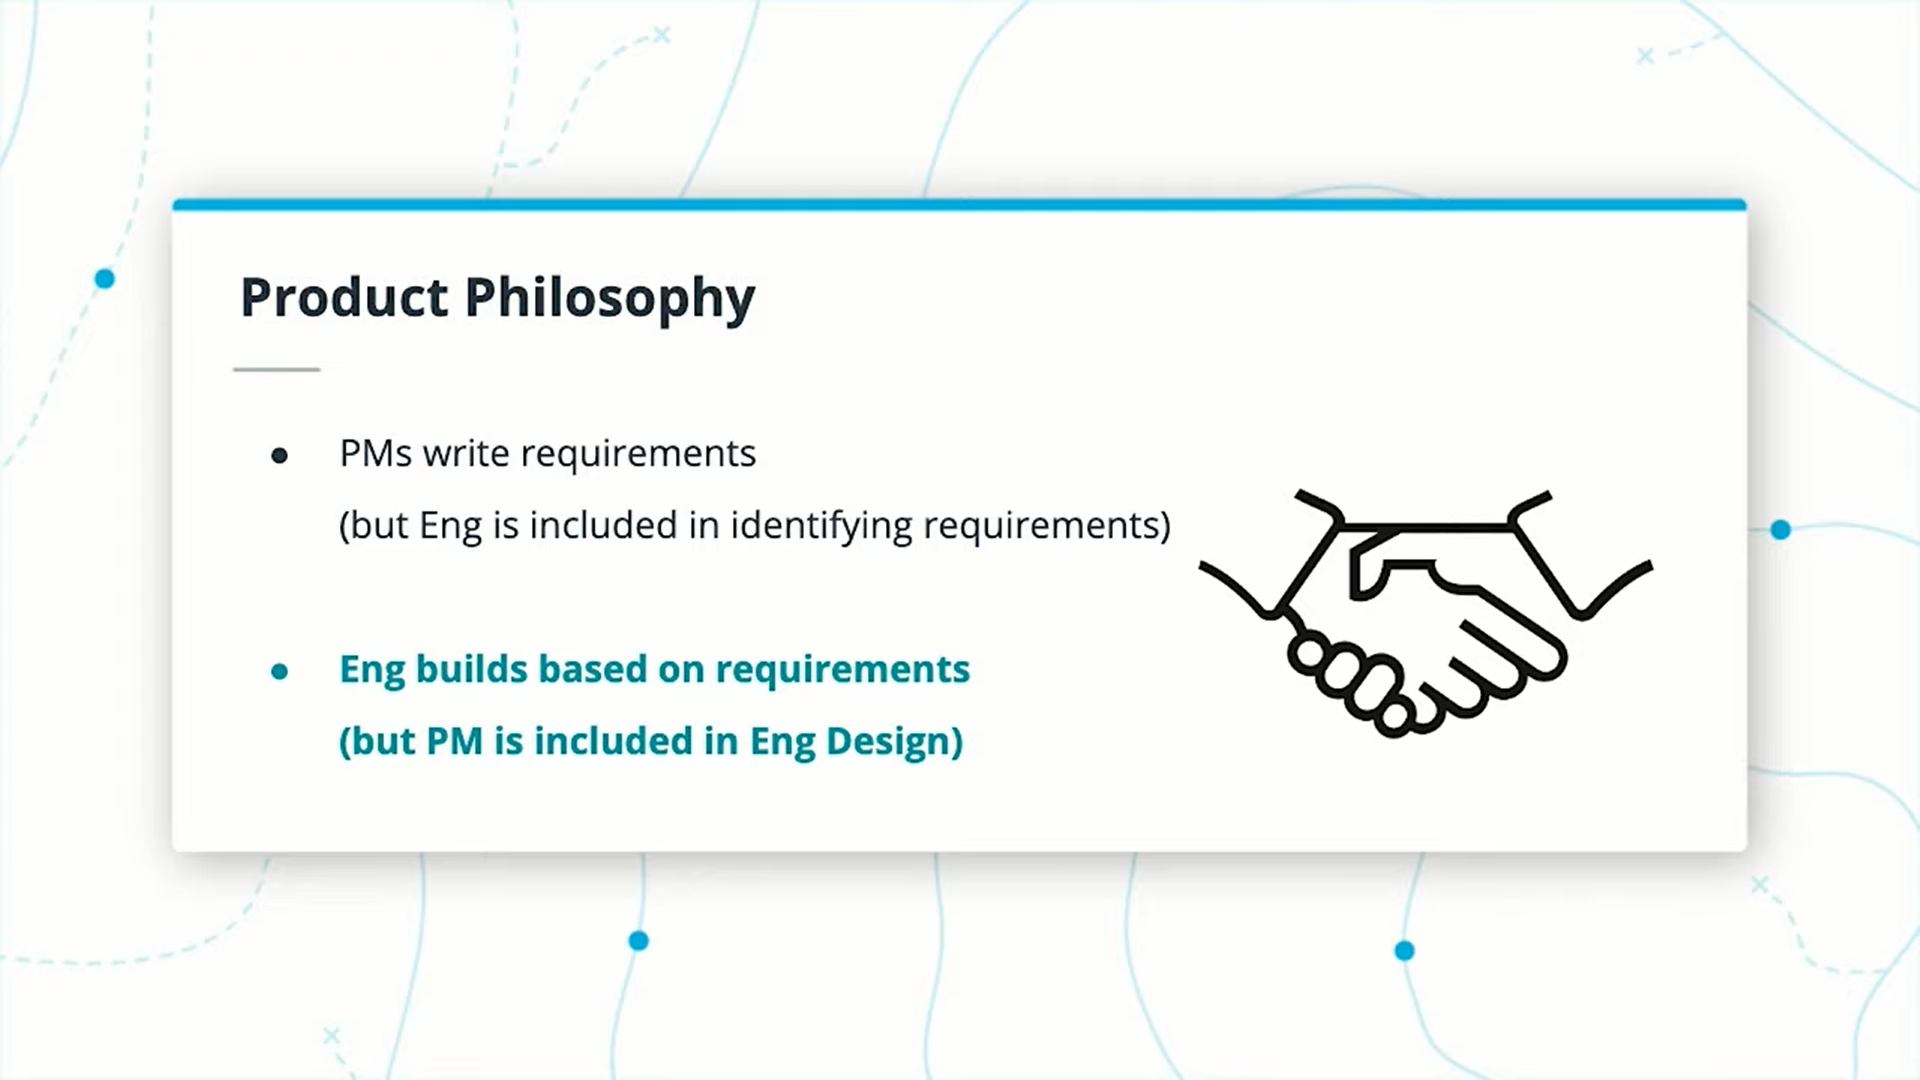 Product Philosophy
● PMs write requirements
(but Eng is included in identifying requirements)
● Eng builds based on requirements
(but PM is included in Eng Design)